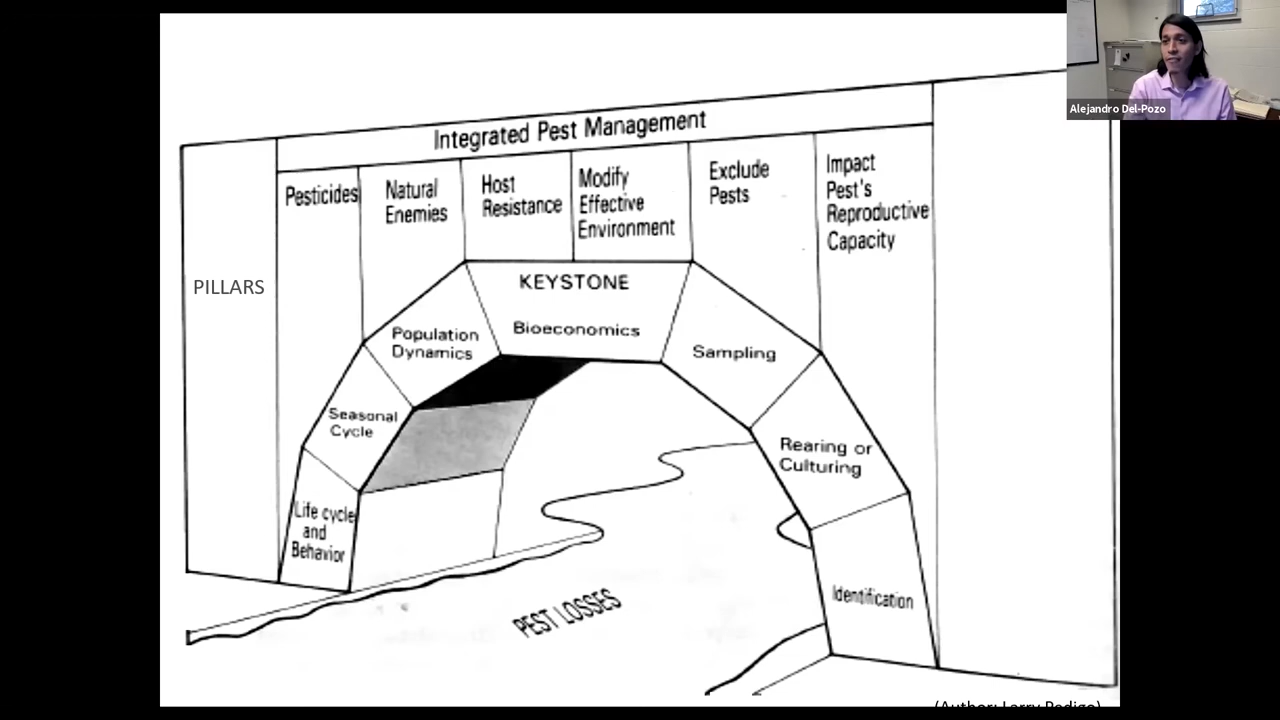 Alejandro Del-Pozo
Integrated Pest Management
Pesticides
Natural
Enemies
Host
Resistance
Modify
Effective
Environment
Exclude
Pests
Impact
Pest's
Reproductive
Capacity
PILLARS
KEYSTONE
Bioeconomics
Population
Dynamics
Sampling
Seasonal
Cycle
Rearing or
Culturing
Life cycle
and
Behavior
Identification
PEST LOSSES
(Author: Larry Pedigo)